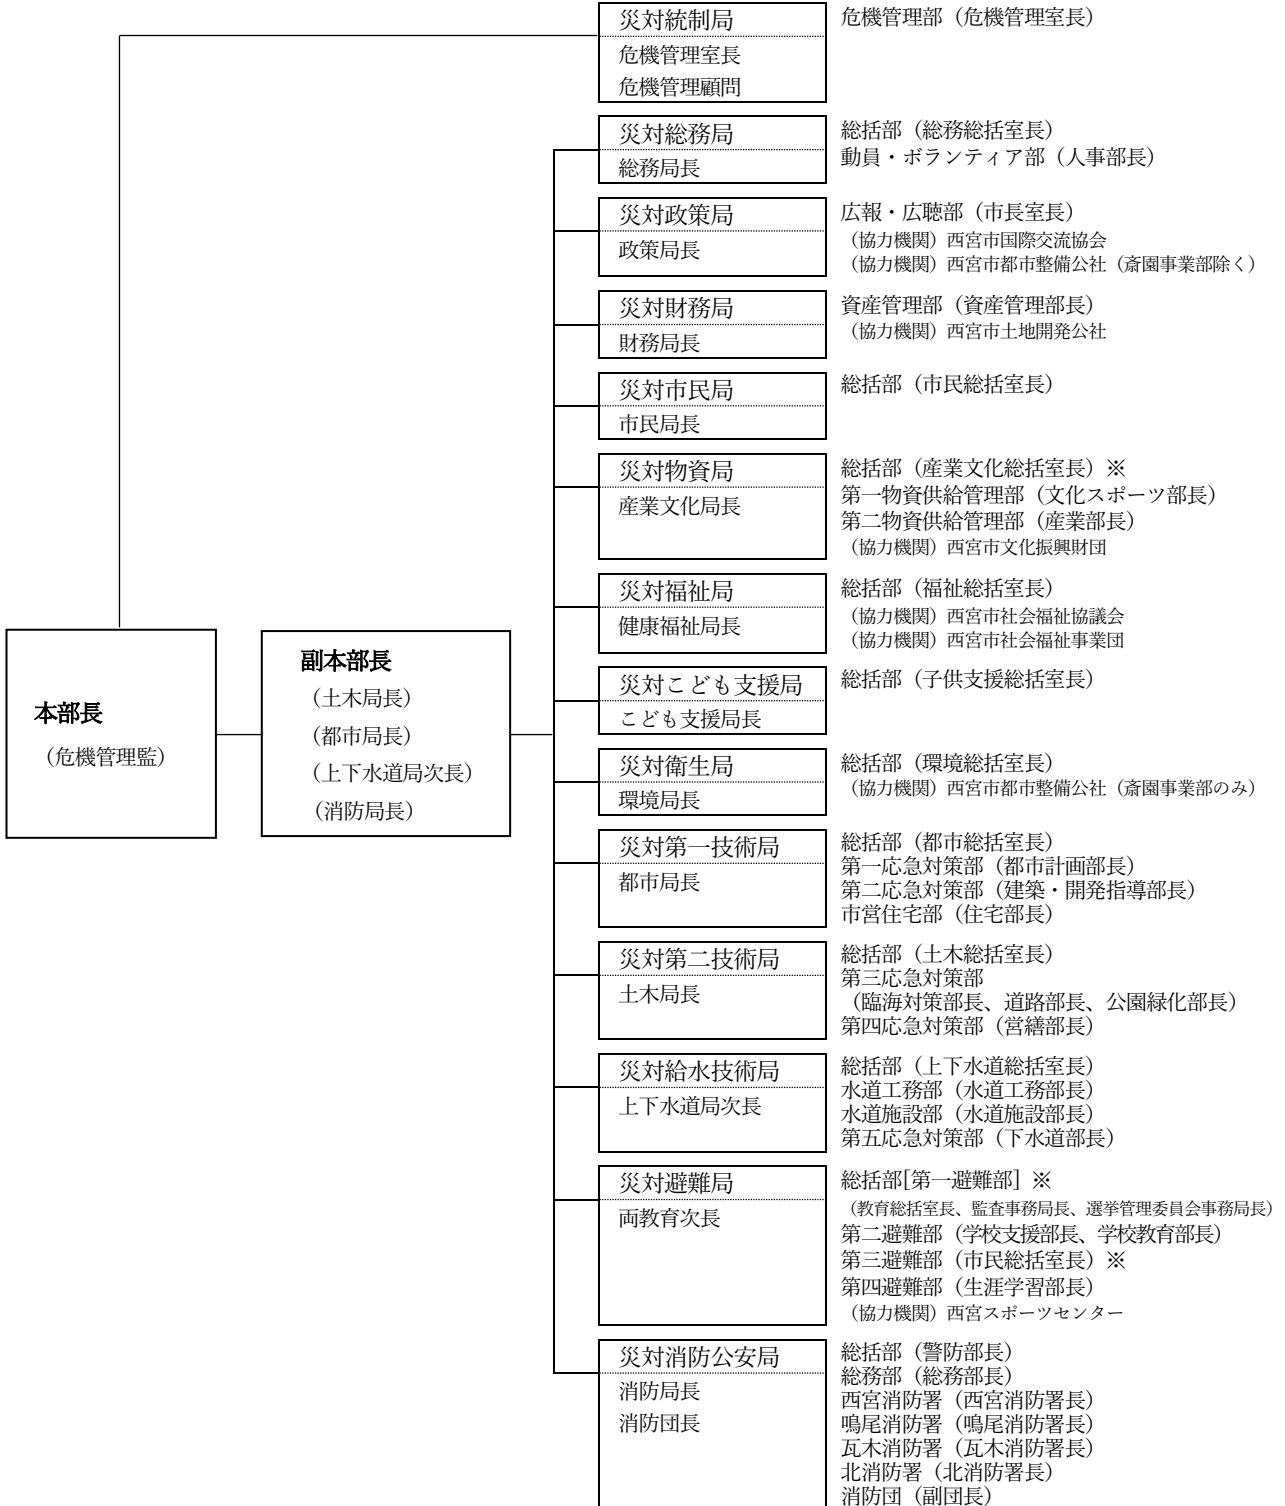 災対統制局
危機管理室長
危機管理顧問
危機管理部（危機管理室長）
災対総務局
総務局長
総括部（総務総括室長）
動員・ボランティア部（人事部長）
災対政策局
政策局長
広報・広聴部（市長室長）
（協力機関）西宮市国際交流協会
（協力機関）西宮市都市整備公社（斎園事業部除く）
災対財務局
財務局長
資産管理部（資産管理部長）
（協力機関）西宮市土地開発公社
災対市民局
市民局長
総括部（市民総括室長）
災対物資局
産業文化局長
総括部（産業文化総括室長）※
第一物資供給管理部（文化スポーツ部長）
第二物資供給管理部（産業部長）
（協力機関）西宮市文化振興財団
災対福祉局
健康福祉局長
総括部（福祉総括室長）
（協力機関）西宮市社会福祉協議会
（協力機関）西宮市社会福祉事業団
本部長
（危機管理監）
副本部長
（土木局長）
（都市局長）
（上下水道局次長）
（消防局長）
災対こども支援局
こども支援局長
総括部（子供支援総括室長）
災対衛生局
環境局長
総括部（環境総括室長）
（協力機関）西宮市都市整備公社（斎園事業部のみ）
災対第一技術局
都市局長
総括部（都市総括室長）
第一応急対策部（都市計画部長）
第二応急対策部（建築・開発指導部長）
市営住宅部（住宅部長）
災対第二技術局
土木局長
総括部（土木総括室長）
第三応急対策部
（臨海対策部長、道路部長、公園緑化部長）
第四応急対策部（営繕部長）
災対給水技術局
上下水道局次長
総括部（上下水道総括室長）
水道工務部（水道工務部長）
水道施設部（水道施設部長）
第五応急対策部（下水道部長）
災対避難局
両教育次長
総括部[第一避難部] ※
（教育総括室長、監査事務局長、選挙管理委員会事務局長）
第二避難部（学校支援部長、学校教育部長）
第三避難部（市民総括室長）※
第四避難部（生涯学習部長）
（協力機関）西宮スポーツセンター
災対消防公安局
消防局長
消防団長
総括部（警防部長）
総務部（総務部長）
西宮消防署（西宮消防署長）
鳴尾消防署（鳴尾消防署長）
瓦木消防署（瓦木消防署長）
北消防署（北消防署長）
消防団（副団長）